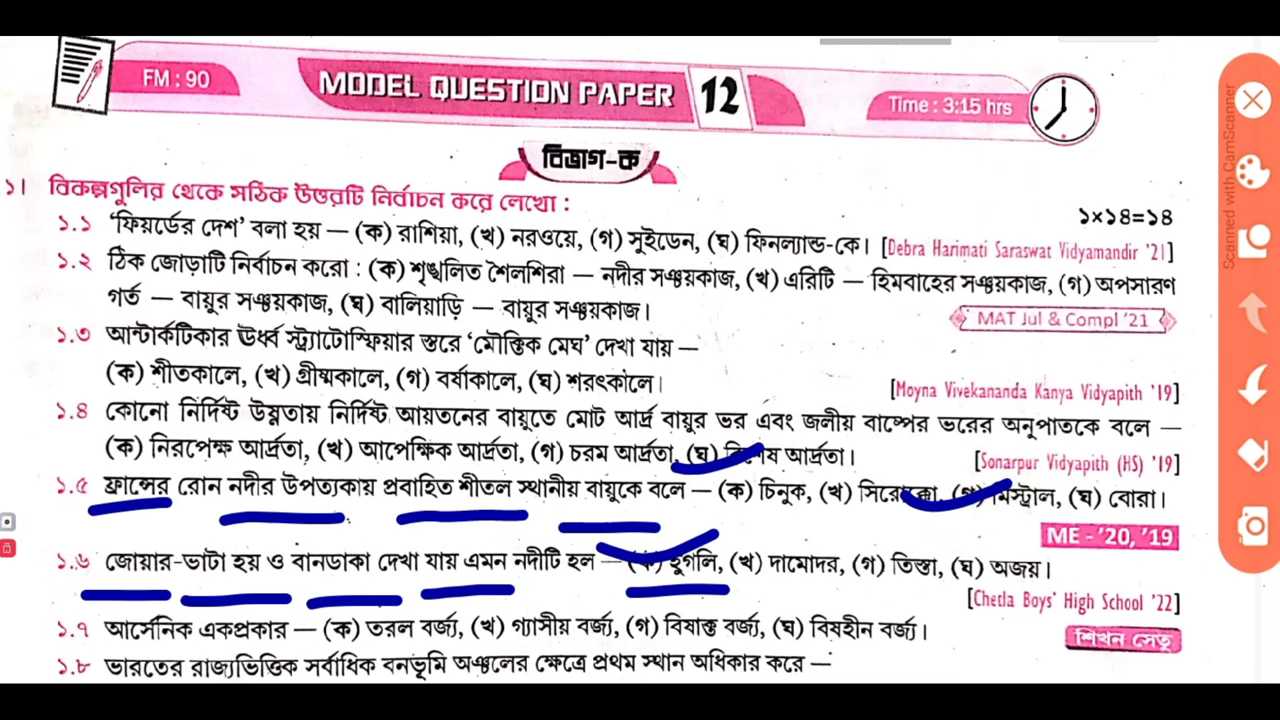 FM : 90
MODEL QUESTION PAPER 12
Time : 3:15 hrs
বিভাগ-ক
১। বিকল্পগুলির থেকে সঠিক উত্তরটি নির্বাচন করে লেখো :
১×১৪=১৪
১.১ ‘ফিয়র্ডের দেশ’ বলা হয় — (ক) রাশিয়া, (খ) নরওয়ে, (গ) সুইডেন, (ঘ) ফিনল্যান্ড-কে। [Debra Harimati Saraswat Vidyamandir '21]
১.২ ঠিক জোড়াটি নির্বাচন করো : (ক) শৃঙ্খলিত শৈলশিরা — নদীর সঞ্চয়কাজ, (খ) এরিটি — হিমবাহের সঞ্চয়কাজ, (গ) অপসারণ
গর্ত — বায়ুর সঞ্চয়কাজ, (ঘ) বালিয়াড়ি — বায়ুর সঞ্চয়কাজ।
MAT Jul & Compl '21
১.৩ আন্টার্কটিকার ঊর্ধ্ব স্ট্র্যাটোস্ফিয়ার স্তরে ‘মৌক্তিক মেঘ’ দেখা যায় —
(ক) শীতকালে, (খ) গ্রীষ্মকালে, (গ) বর্ষাকালে, (ঘ) শরৎকালে।
[Moyna Vivekananda Kanya Vidyapith '19]
১.৪ কোনো নির্দিষ্ট উষ্ণতায় নির্দিষ্ট আয়তনের বায়ুতে মোট আর্দ্র বায়ুর ভর এবং জলীয় বাষ্পের ভরের অনুপাতকে বলে —
(ক) নিরপেক্ষ আর্দ্রতা, (খ) আপেক্ষিক আর্দ্রতা, (গ) চরম আর্দ্রতা, (ঘ) বিশেষ আর্দ্রতা।
[Sonarpur Vidyapith (HS) '19]
১.৫ ফ্রান্সের রোন নদীর উপত্যকায় প্রবাহিত শীতল স্থানীয় বায়ুকে বলে — (ক) চিনুক, (খ) সিরোক্কো, (গ) মিস্ট্রাল, (ঘ) বোরা।
ME - '20, '19
১.৬ জোয়ার-ভাটা হয় ও বানডাকা দেখা যায় এমন নদীটি হল — (ক) হুগলি, (খ) দামোদর, (গ) তিস্তা, (ঘ) অজয়।
[Chetla Boys' High School '22]
১.৭ আর্সেনিক একপ্রকার — (ক) তরল বর্জ্য, (খ) গ্যাসীয় বর্জ্য, (গ) বিষাক্ত বর্জ্য, (ঘ) বিষহীন বর্জ্য।
শিখন সেতু
১.৮ ভারতের রাজ্যভিত্তিক সর্বাধিক বনভূমি অঞ্চলের ক্ষেত্রে প্রথম স্থান অধিকার করে —
Scanned with CamScanner